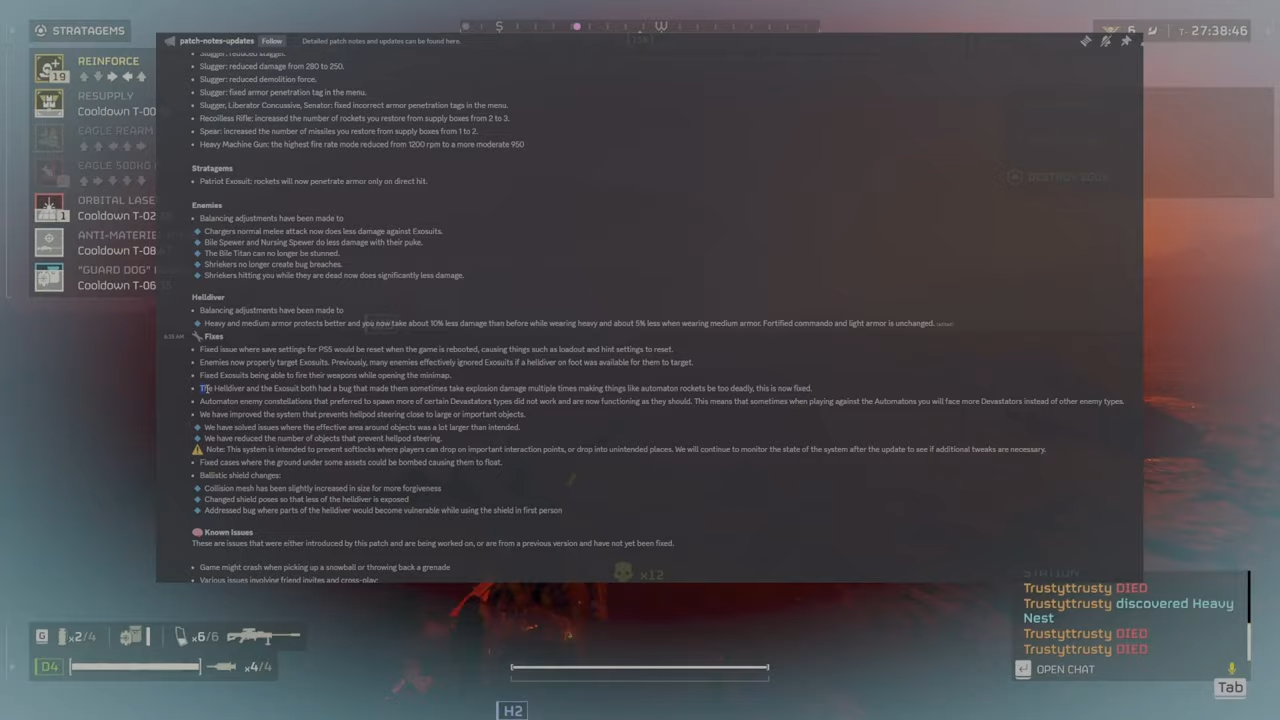 STRATAGEMS
S
W
6
T- 27:38:46
REINFORCE
19
RESUPPLY
Cooldown T-00
EAGLE REARM
EAGLE 500KG
ORBITAL LASE
1
Cooldown T-02
ANTI-MATERIE
Cooldown T-08
"GUARD DOG"
Cooldown T-06
patch-notes-updates
Follow
Detailed patch notes and updates can be found here.
Slugger: reduced stagger.
Slugger: reduced damage from 280 to 250.
Slugger: reduced demolition force.
Slugger: fixed armor penetration tag in the menu.
Slugger, Liberator Concussive, Senator: fixed incorrect armor penetration tags in the menu.
Recoilless Rifle: increased the number of rockets you restore from supply boxes from 2 to 3.
Spear: increased the number of missiles you restore from supply boxes from 1 to 2.
Heavy Machine Gun: the highest fire rate mode reduced from 1200 rpm to a more moderate 950
Stratagems
Patriot Exosuit: rockets will now penetrate armor only on direct hit.
DESTROY EGGS
Enemies
Balancing adjustments have been made to
Chargers normal melee attack now does less damage against Exosuits.
Bile Spewer and Nursing Spewer do less damage with their puke.
The Bile Titan can no longer be stunned.
Shriekers no longer create bug breaches.
Shriekers hitting you while they are dead now does significantly less damage.
Helldiver
Balancing adjustments have been made to
Heavy and medium armor protects better and you now take about 10% less damage than before while wearing heavy and about 5% less when wearing medium armor. Fortified commando and light armor is unchanged. (edited)
Fixes
Fixed issue where save settings for PS5 would be reset when the game is rebooted, causing things such as loadout and hint settings to reset.
Enemies now properly target Exosuits. Previously, many enemies effectively ignored Exosuits if a helldiver on foot was available for them to target.
Fixed Exosuits being able to fire their weapons while opening the minimap.
The Helldiver and the Exosuit both had a bug that made them sometimes take explosion damage multiple times making things like automaton rockets be too deadly, this is now fixed.
Automaton enemy constellations that preferred to spawn more of certain Devastators types did not work and are now functioning as they should. This means that sometimes when playing against the Automatons you will face more Devastators instead of other enemy types.
We have improved the system that prevents hellpod steering close to large or important objects.
We have solved issues where the effective area around objects was a lot larger than intended.
We have reduced the number of objects that prevent hellpod steering.
Note: This system is intended to prevent softlocks where players can drop on important interaction points, or drop into unintended places. We will continue to monitor the state of the system after the update to see if additional tweaks are necessary.
Fixed cases where the ground under some assets could be bombed causing them to float.
Ballistic shield changes:
Collision mesh has been slightly increased in size for more forgiveness
Changed shield poses so that less of the helldiver is exposed
Addressed bug where parts of the helldiver would become vulnerable while using the shield in first person
Known Issues
These are issues that were either introduced by this patch and are being worked on, or are from a previous version and have not yet been fixed.
Game might crash when picking up a snowball or throwing back a grenade
Various issues involving friend invites and cross-play:
x12
STATION
Trustyttrusty DIED
Trustyttrusty discovered Heavy
Nest
Trustyttrusty DIED
Trustyttrusty DIED
OPEN CHAT
Tab
G
x2/4
x6/6
D4
x4/4
H2